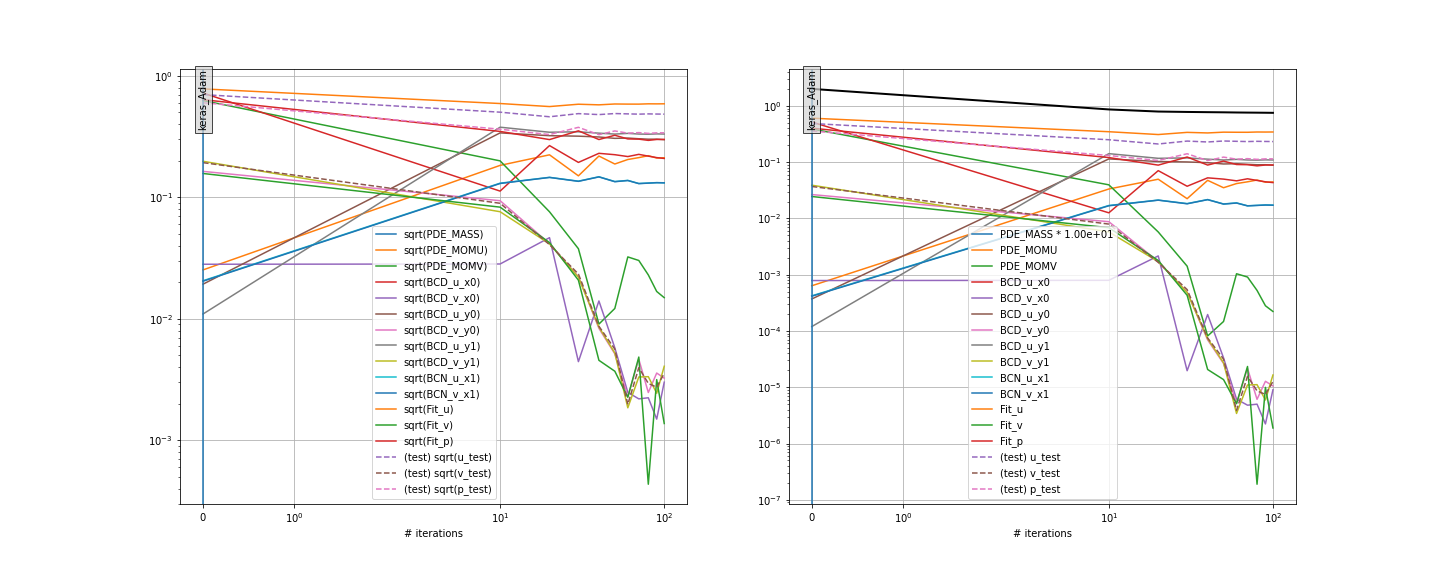 keras_Adam
10⁰
10⁻¹
10⁻²
10⁻³
sqrt(PDE_MASS)
sqrt(PDE_MOMU)
sqrt(PDE_MOMV)
sqrt(BCD_u_x0)
sqrt(BCD_v_x0)
sqrt(BCD_u_y0)
sqrt(BCD_v_y0)
sqrt(BCD_u_y1)
sqrt(BCD_v_y1)
sqrt(BCN_u_x1)
sqrt(BCN_v_x1)
sqrt(Fit_u)
sqrt(Fit_v)
sqrt(Fit_p)
(test) sqrt(u_test)
(test) sqrt(v_test)
(test) sqrt(p_test)
0 10⁰ 10¹ 10²
# iterations
keras_Adam
10⁰
10⁻¹
10⁻²
10⁻³
10⁻⁴
10⁻⁵
10⁻⁶
10⁻⁷
PDE_MASS * 1.00e+01
PDE_MOMU
PDE_MOMV
BCD_u_x0
BCD_v_x0
BCD_u_y0
BCD_v_y0
BCD_u_y1
BCD_v_y1
BCN_u_x1
BCN_v_x1
Fit_u
Fit_v
Fit_p
(test) u_test
(test) v_test
(test) p_test
0 10⁰ 10¹ 10²
# iterations